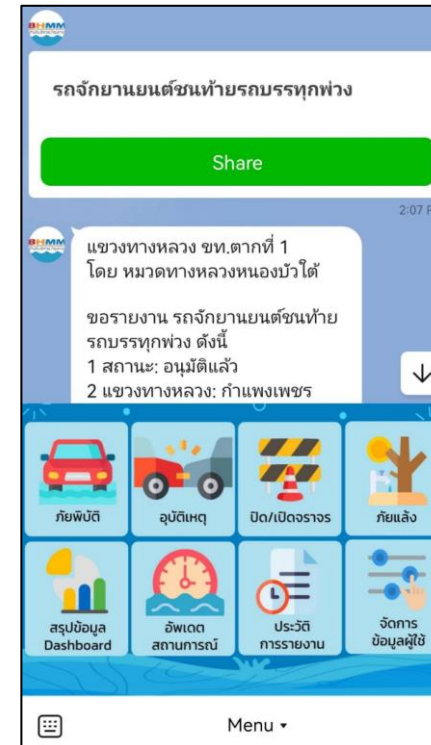 BHMM
รถจักยานยนต์ชนท้ายรถบรรทุกพ่วง
Share
2:07 P
BHMM
แขวงทางหลวง ขท.ตากที่ 1
โดย หมวดทางหลวงหนองบัวใต้
ขอรายงาน รถจักยานยนต์ชนท้าย
รถบรรทุกพ่วง ดังนี้
1 สถานะ: อนุมัติแล้ว
2 แขวงทางหลวง: กำแพงเพชร
ภัยพิบัติ
อุบัติเหตุ
ปิด/เปิดจราจร
ภัยแล้ง
สรุปข้อมูล
Dashboard
อัพเดต
สถานการณ์
ประวัติ
การรายงาน
จัดการ
ข้อมูลผู้ใช้
Menu